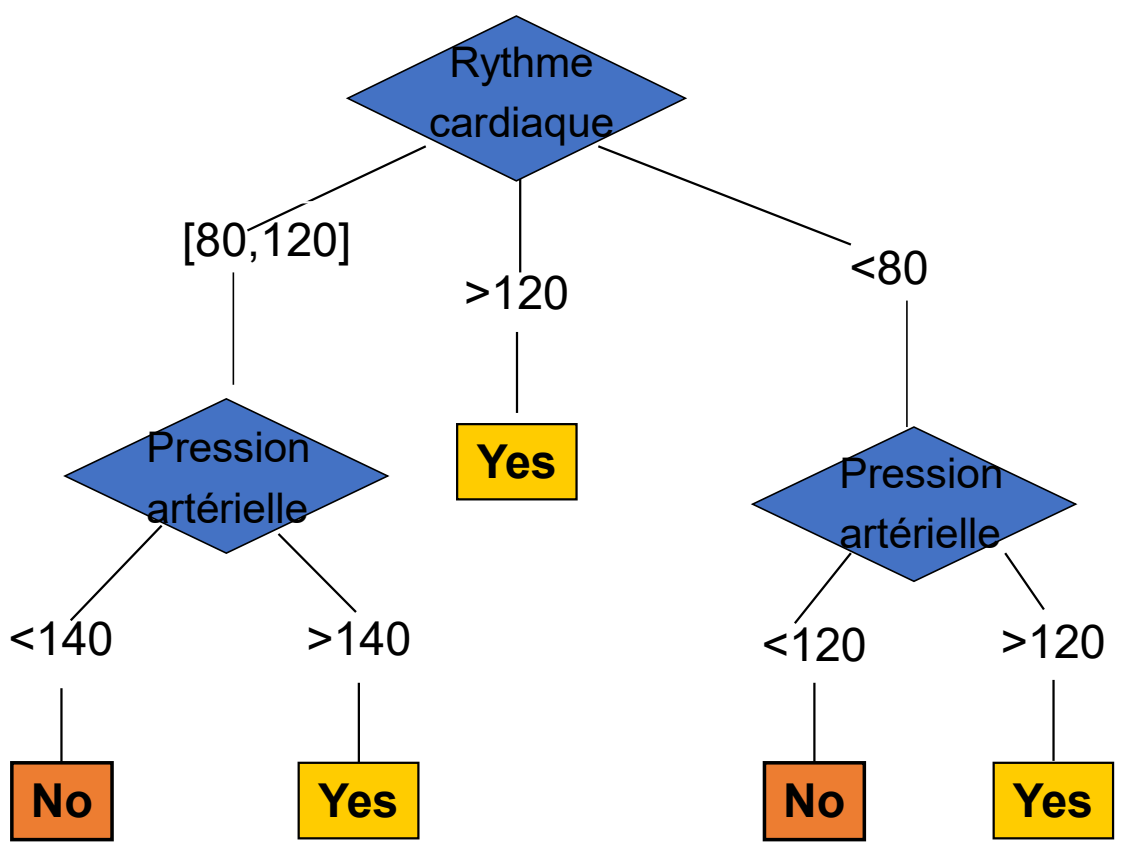 Rythme
cardiaque
[80,120]
>120
<80
Pression
artérielle
Yes
Pression
artérielle
<140
>140
<120
>120
No
Yes
No
Yes